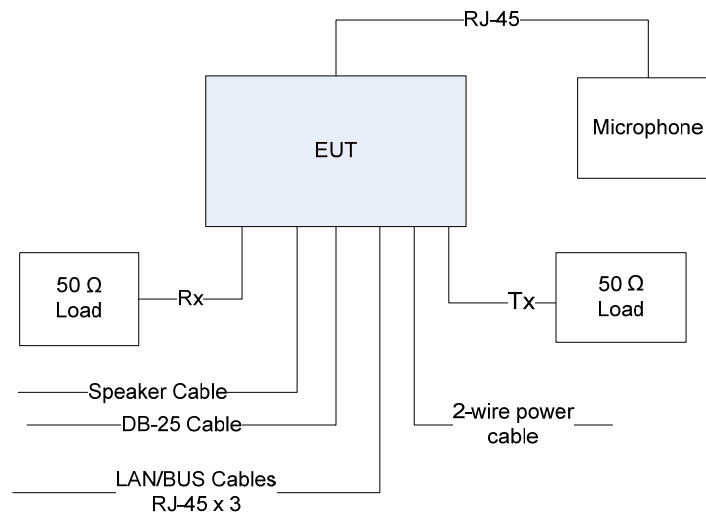 RJ-45
EUT
Microphone
50 Ω
Load
Rx
Tx
50 Ω
Load
Speaker Cable
DB-25 Cable
2-wire power
cable
LAN/BUS Cables
RJ-45 x 3